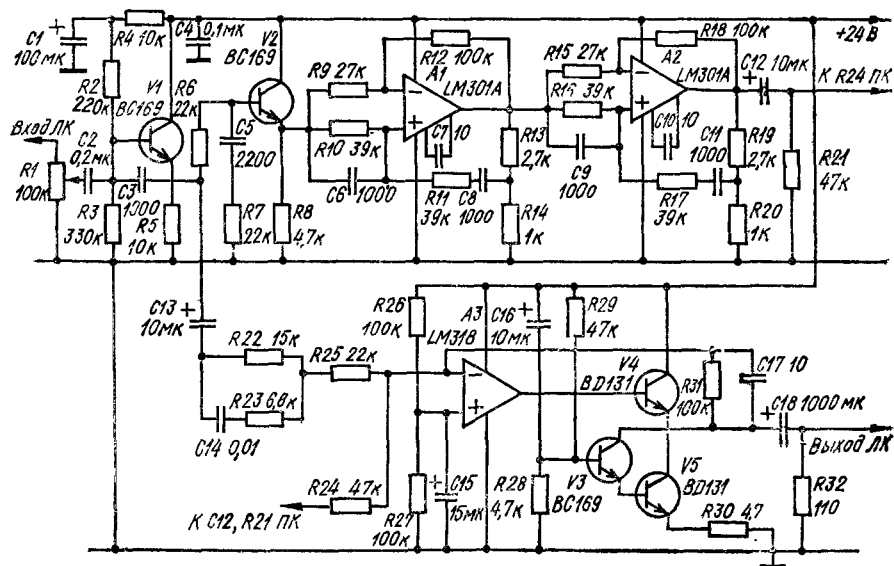 C1 +
100 мк
R4 10к
C4 0,1мк
R2
220к
V1
BC169
R6
22к
V2
BC169
R9 27к
R12 100к
A1
LM301A
R10 39к
C7 10
R13
2,7к
R15 27к
R18 100к
A2
LM301A
R16 39к
C10 10
+24 В
C12 10мк
+
К R24 ПК
C11
1000
R19
2,7к
R21
47к
Вход ЛК
C2
0,2мк
R1
100к
C3
1000
C5
2200
C6 1000
R11
39к
C8
1000
R14
1к
C9
1000
R17
39к
R20
1к
R3
330к
R5
10к
R7
22к
R8
4,7к
C13 +
10мк
R22 15к
R25 22к
R23 6,8к
C14 0,01
R24 47к
К C12, R21 ПК
R26
100к
A3
LM318
C16
+
10мк
R29
47к
V4
BD131
R31
100к
C17 10
+
C18 1000 мк
Выход ЛК
R27
100к
+
C15
15мк
R28
4,7к
V3
BC169
V5
BD131
R30 4,7
R32
110